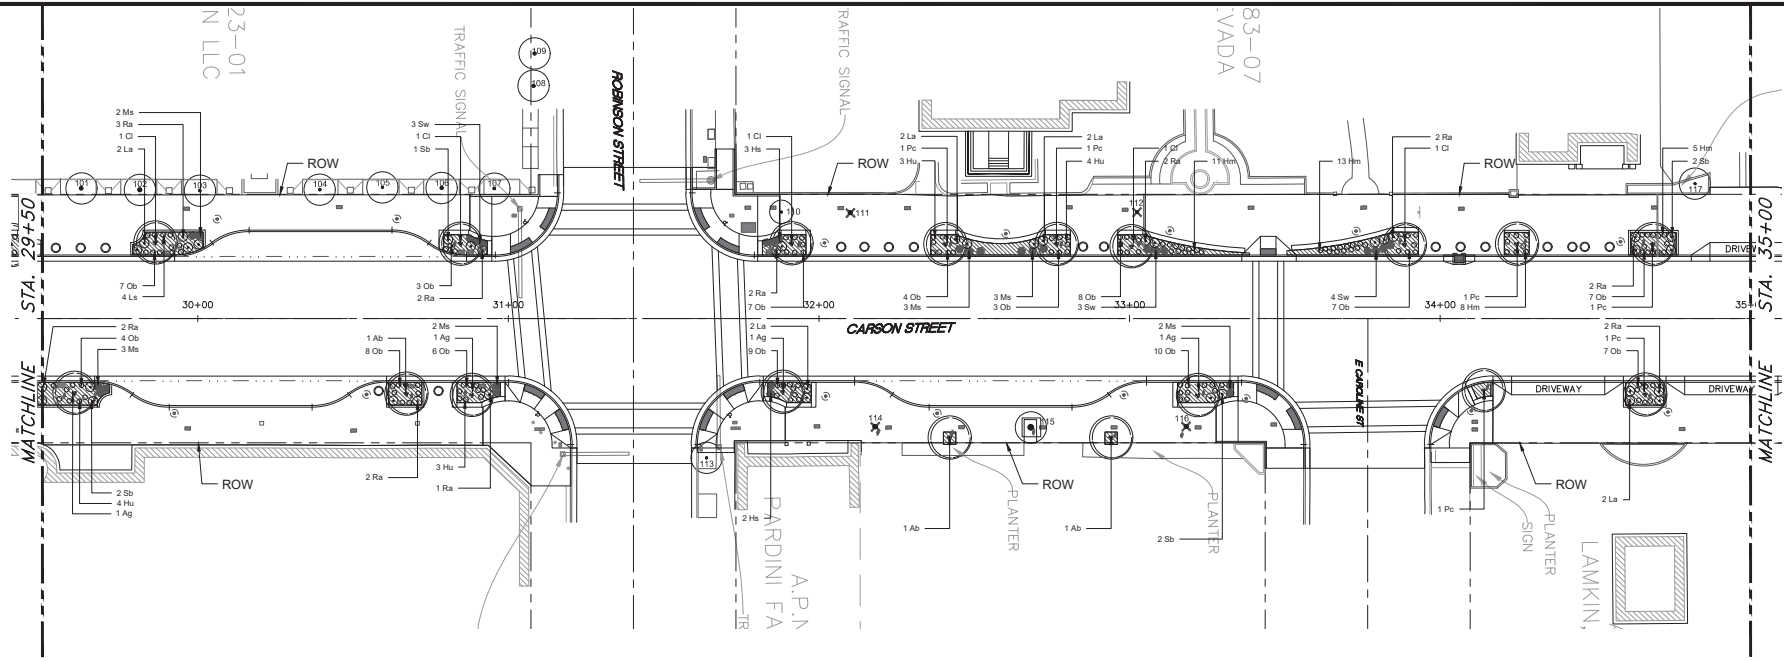 23-01
N LLC
TRAFFIC SIGNAL
109
108
ROBINSON STREET
RAFFIC SIGNAL
83-07
EVADA
2 Ms
3 Ra
1 Cl
2 La
3 Sw
1 Cl
1 Sb
1 Cl
3 Hs
2 La
1 Pc
3 Hu
2 La
1 Pc
4 Hu
1 Cl
2 Ra
11 Hm
13 Hm
2 Ra
1 Cl
5 Hm
2 Sb
ROW
ROW
ROW
101
102
103
104
105
106
107
110
111
112
117
MATCHLINE STA. 29+50
MATCHLINE STA. 35+00
DRIVEW
7 Ob
4 Ls
3 Ob
2 Ra
2 Ra
7 Ob
4 Ob
3 Ms
3 Ms
3 Ob
8 Ob
3 Sw
4 Sw
7 Ob
1 Pc
8 Hm
2 Ra
7 Ob
1 Pc
30+00
31+00
32+00
33+00
34+00
35+
CARSON STREET
2 Ra
4 Ob
3 Ms
1 Ab
8 Ob
2 Ms
1 Ag
6 Ob
2 La
1 Ag
9 Ob
2 Ms
1 Ag
10 Ob
E CAROLINE ST
2 Ra
1 Pc
7 Ob
DRIVEWAY
DRIVEWAY
114
115
116
113
ROW
ROW
ROW
2 Sb
4 Hu
1 Ag
2 Ra
3 Hu
1 Ra
2 Hs
1 Ab
1 Ab
2 Sb
1 Pc
2 La
PLANTER
PLANTER
SIGN
PLANTER
PARDINI FA
A.P.N
TR
LAMKIN,